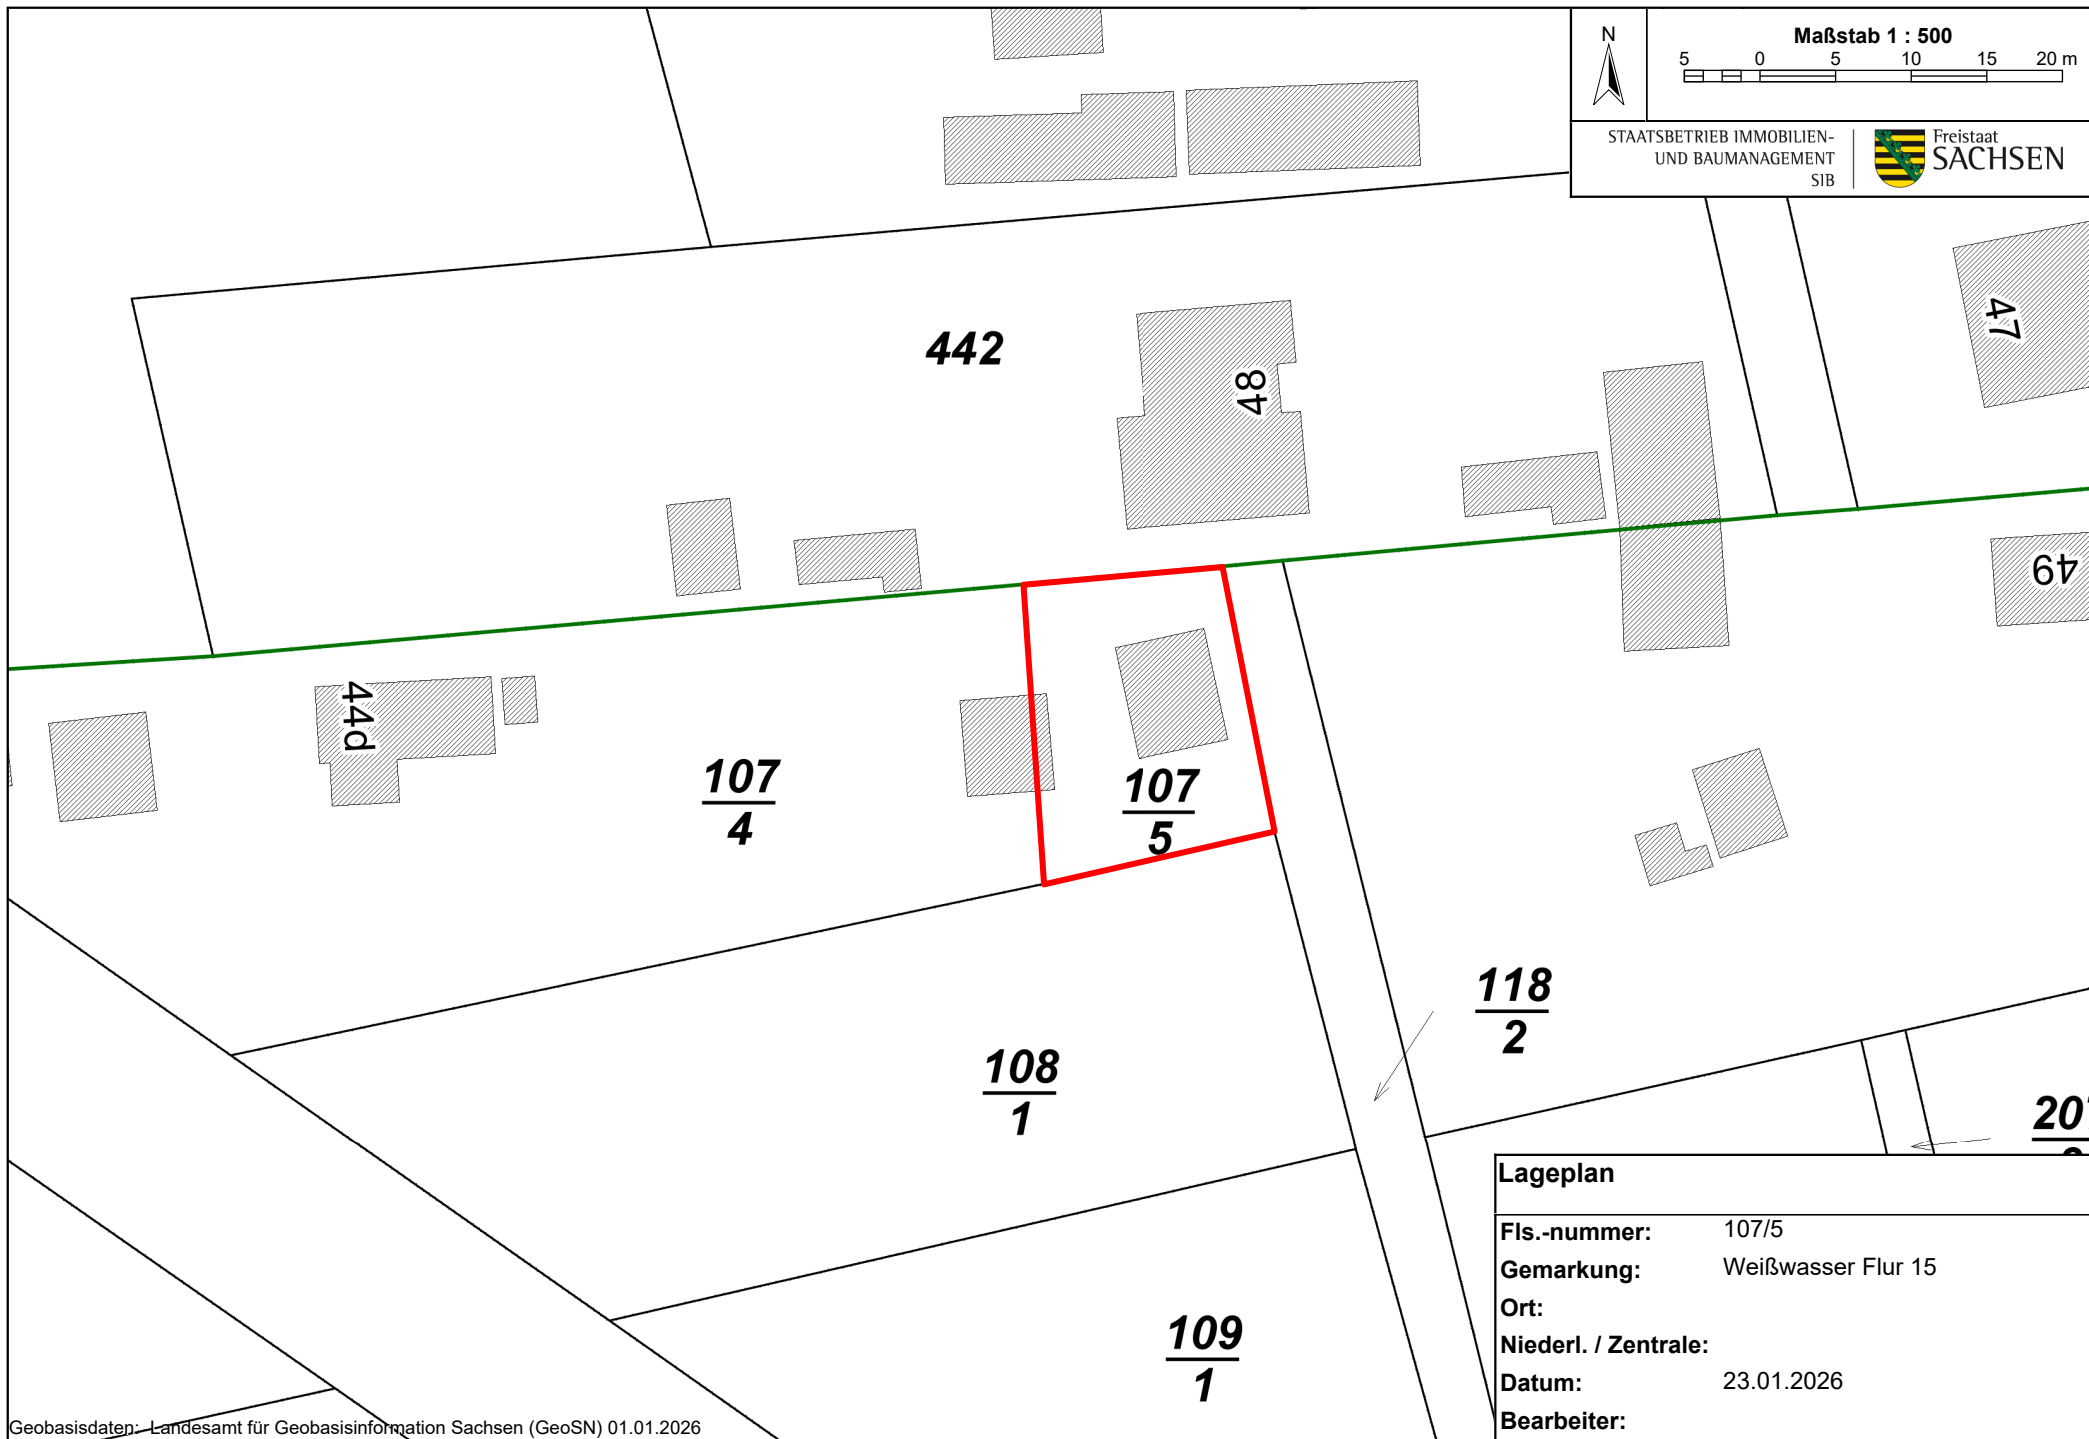 N
Maßstab 1 : 500
5 0 5 10 15 20 m
STAATSBETRIEB IMMOBILIEN-
UND BAUMANAGEMENT
SIB
Freistaat
SACHSEN
442
48
47
49
44d
107
4
107
5
118
2
108
1
109
1
Lageplan
Fls.-nummer: 107/5
Gemarkung: Weißwasser Flur 15
Ort:
Niederl. / Zentrale:
Datum: 23.01.2026
Bearbeiter:
Geobasisdaten: Landesamt für Geobasisinformation Sachsen (GeoSN) 01.01.2026